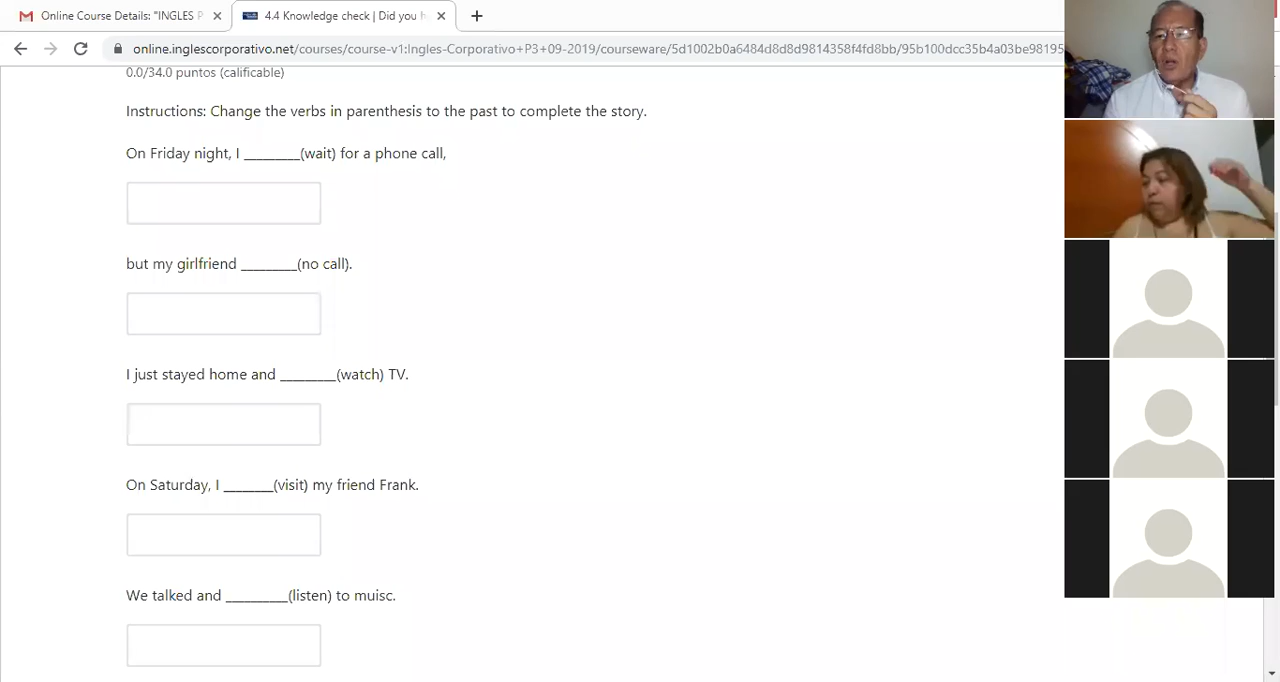 Online Course Details: "INGLES P
4.4 Knowledge check | Did you h
online.inglescorporativo.net/courses/course-v1:Ingles-Corporativo+P3+09-2019/courseware/5d1002b0a6484d8d8d9814358f4fd8bb/95b100dcc35b4a03be98195
0.0/34.0 puntos (calificable)
Instructions: Change the verbs in parenthesis to the past to complete the story.
On Friday night, I ________(wait) for a phone call,
but my girlfriend ________(no call).
I just stayed home and ________(watch) TV.
On Saturday, I _______(visit) my friend Frank.
We talked and _________(listen) to muisc.